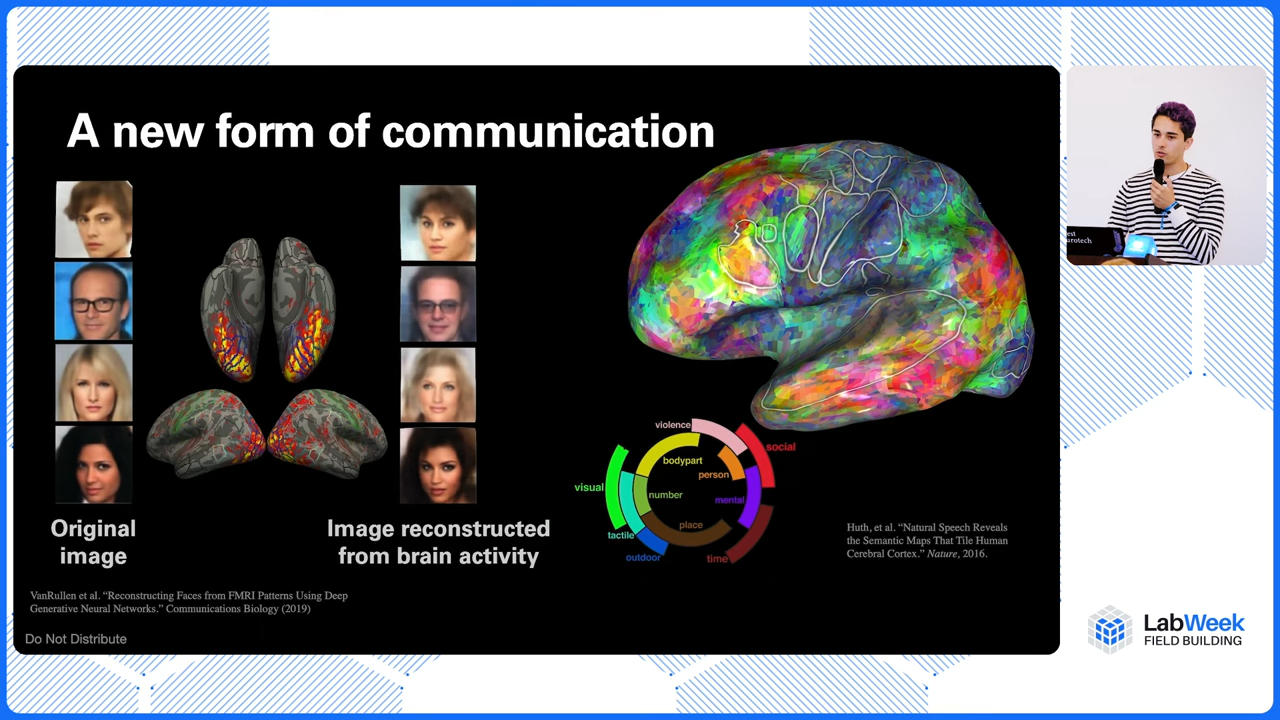 A new form of communication
Original
image
Image reconstructed
from brain activity
violence
social
bodypart
person
visual
number
mental
place
tactile
outdoor
time
Huth, et al. “Natural Speech Reveals
the Semantic Maps That Tile Human
Cerebral Cortex.” Nature, 2016.
VanRullen et al. “Reconstructing Faces from FMRI Patterns Using Deep
Generative Neural Networks.” Communications Biology (2019)
Do Not Distribute
LabWeek
FIELD BUILDING